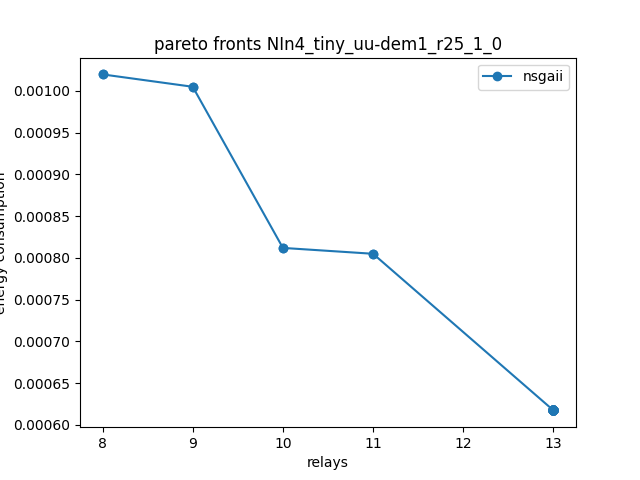 pareto fronts NIn4_tiny_uu-dem1_r25_1_0
nsgaii
0.00100
0.00095
0.00090
0.00085
0.00080
0.00075
0.00070
0.00065
0.00060
energy consumption
8 9 10 11 12 13
relays